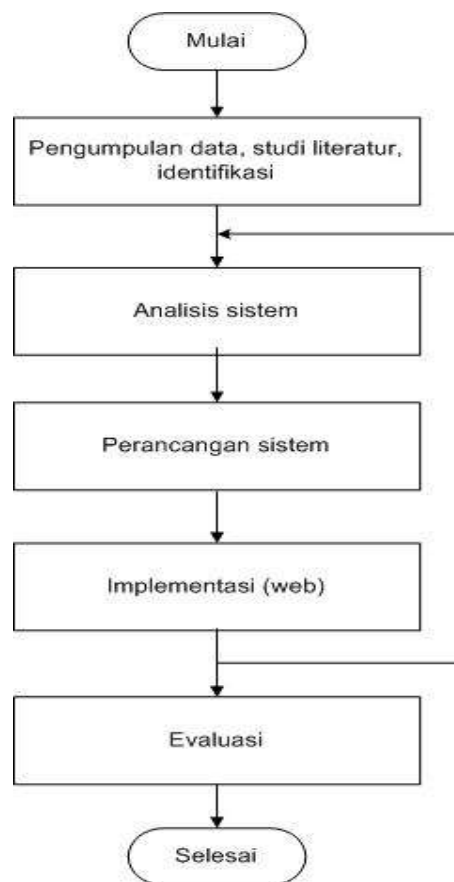 Mulai
Pengumpulan data, studi literatur,
identifikasi
Analisis sistem
Perancangan sistem
Implementasi (web)
Evaluasi
Selesai